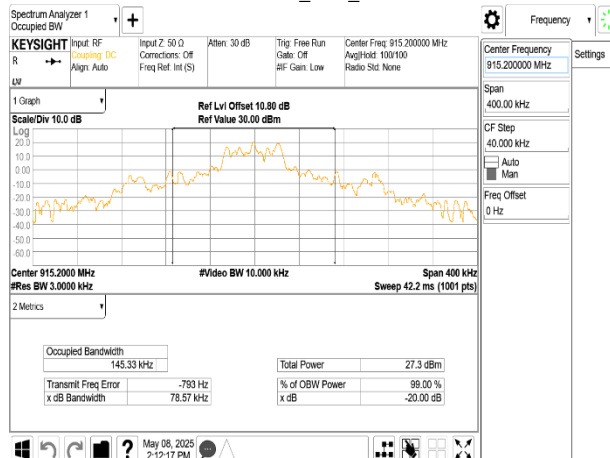 Spectrum Analyzer 1
Occupied BW
Frequency
KEYSIGHT Input: RF Input Z: 50 Ω Atten: 30 dB Trig: Free Run Center Freq: 915.200000 MHz
R Coupling: DC Corrections: Off Gate: Off Avg|Hold: 100/100
Align: Auto Freq Ref: Int (S) #IF Gain: Low Radio Std: None
Center Frequency
915.200000 MHz
Settings
Span
400.00 kHz
CF Step
40.000 kHz
Auto
Man
Freq Offset
0 Hz
1 Graph
Ref Lvl Offset 10.80 dB
Scale/Div 10.0 dB Ref Value 30.00 dBm
Log
20.0
10.0
0.00
-10.0
-20.0
-30.0
-40.0
-50.0
-60.0
Center 915.2000 MHz #Video BW 10.000 kHz Span 400 kHz
#Res BW 3.0000 kHz Sweep 42.2 ms (1001 pts)
2 Metrics
Occupied Bandwidth
145.33 kHz Total Power 27.3 dBm
Transmit Freq Error -793 Hz % of OBW Power 99.00 %
x dB Bandwidth 78.57 kHz x dB -20.00 dB
May 08, 2025
2:12:17 PM